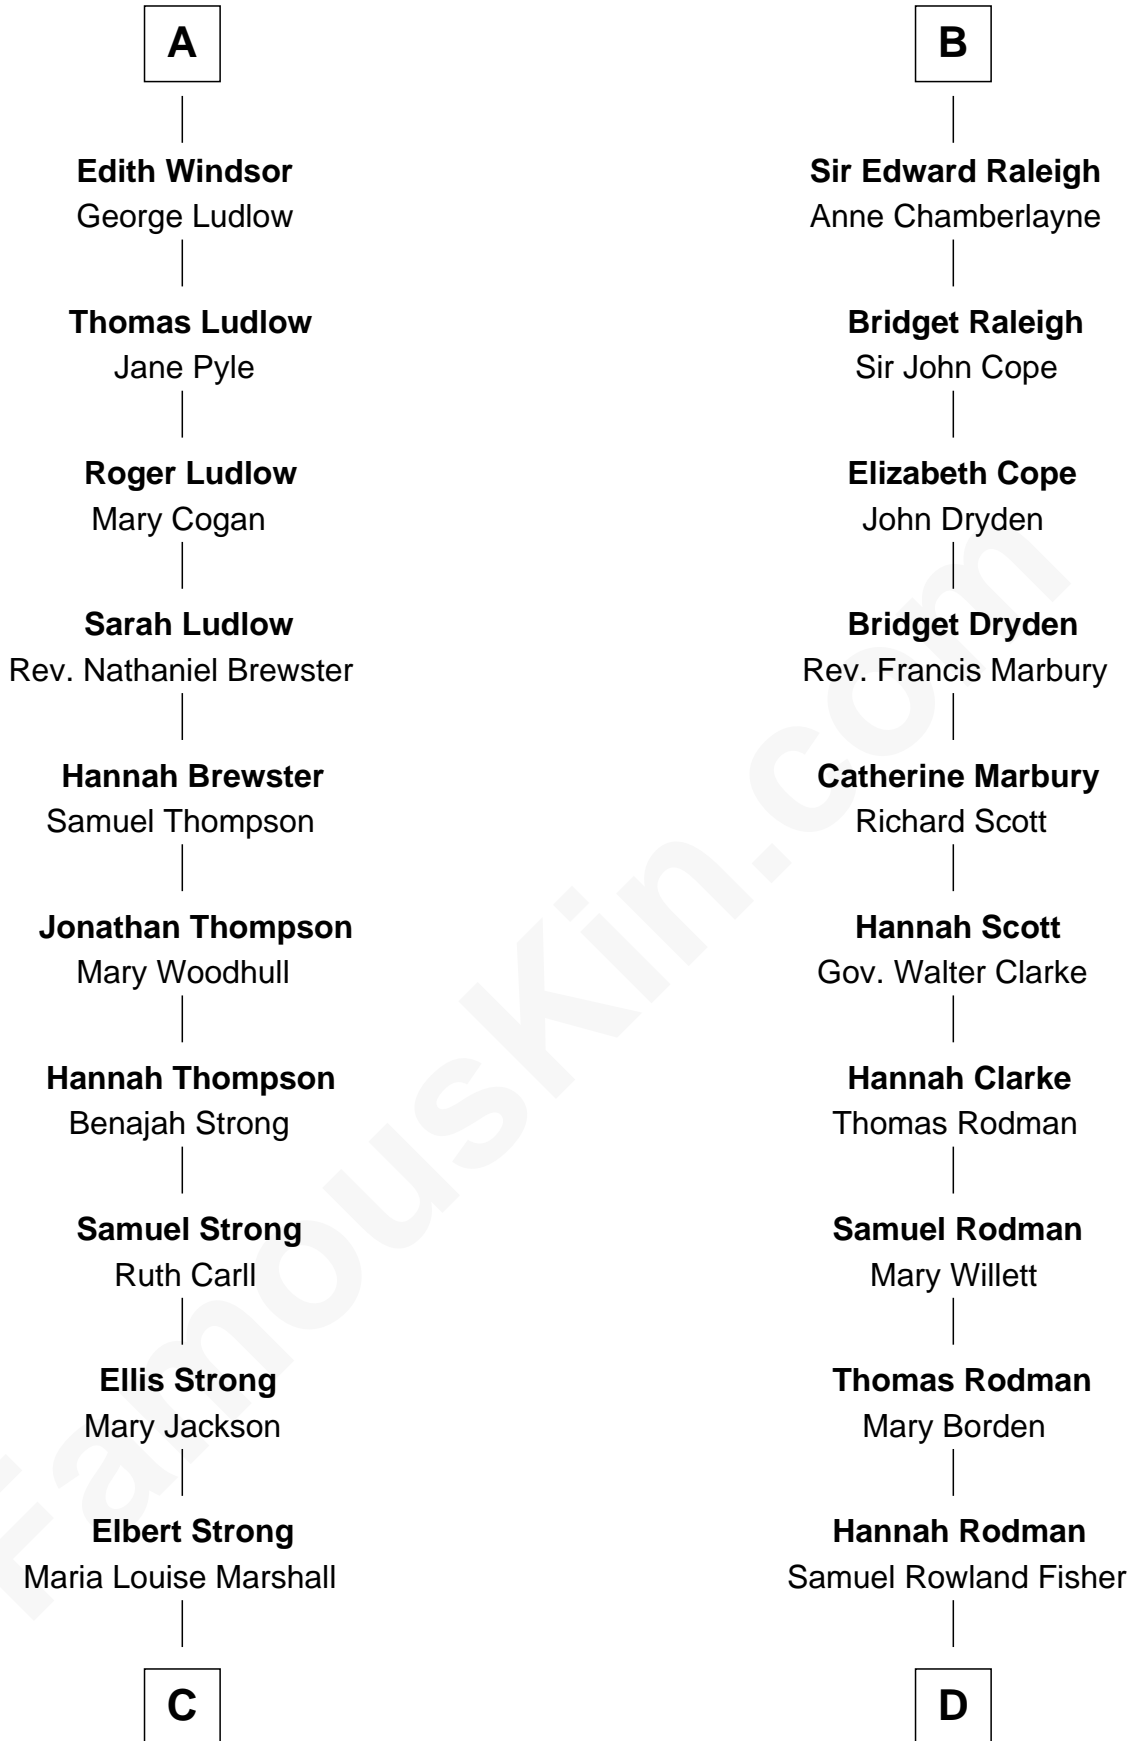 A
Edith Windsor
George Ludlow
Thomas Ludlow
Jane Pyle
Roger Ludlow
Mary Cogan
Sarah Ludlow
Rev. Nathaniel Brewster
Hannah Brewster
Samuel Thompson
Jonathan Thompson
Mary Woodhull
Hannah Thompson
Benajah Strong
Samuel Strong
Ruth Carll
Ellis Strong
Mary Jackson
Elbert Strong
Maria Louise Marshall
C
B
Sir Edward Raleigh
Anne Chamberlayne
Bridget Raleigh
Sir John Cope
Elizabeth Cope
John Dryden
Bridget Dryden
Rev. Francis Marbury
Catherine Marbury
Richard Scott
Hannah Scott
Gov. Walter Clarke
Hannah Clarke
Thomas Rodman
Samuel Rodman
Mary Willett
Thomas Rodman
Mary Borden
Hannah Rodman
Samuel Rowland Fisher
D
FamousKin.com